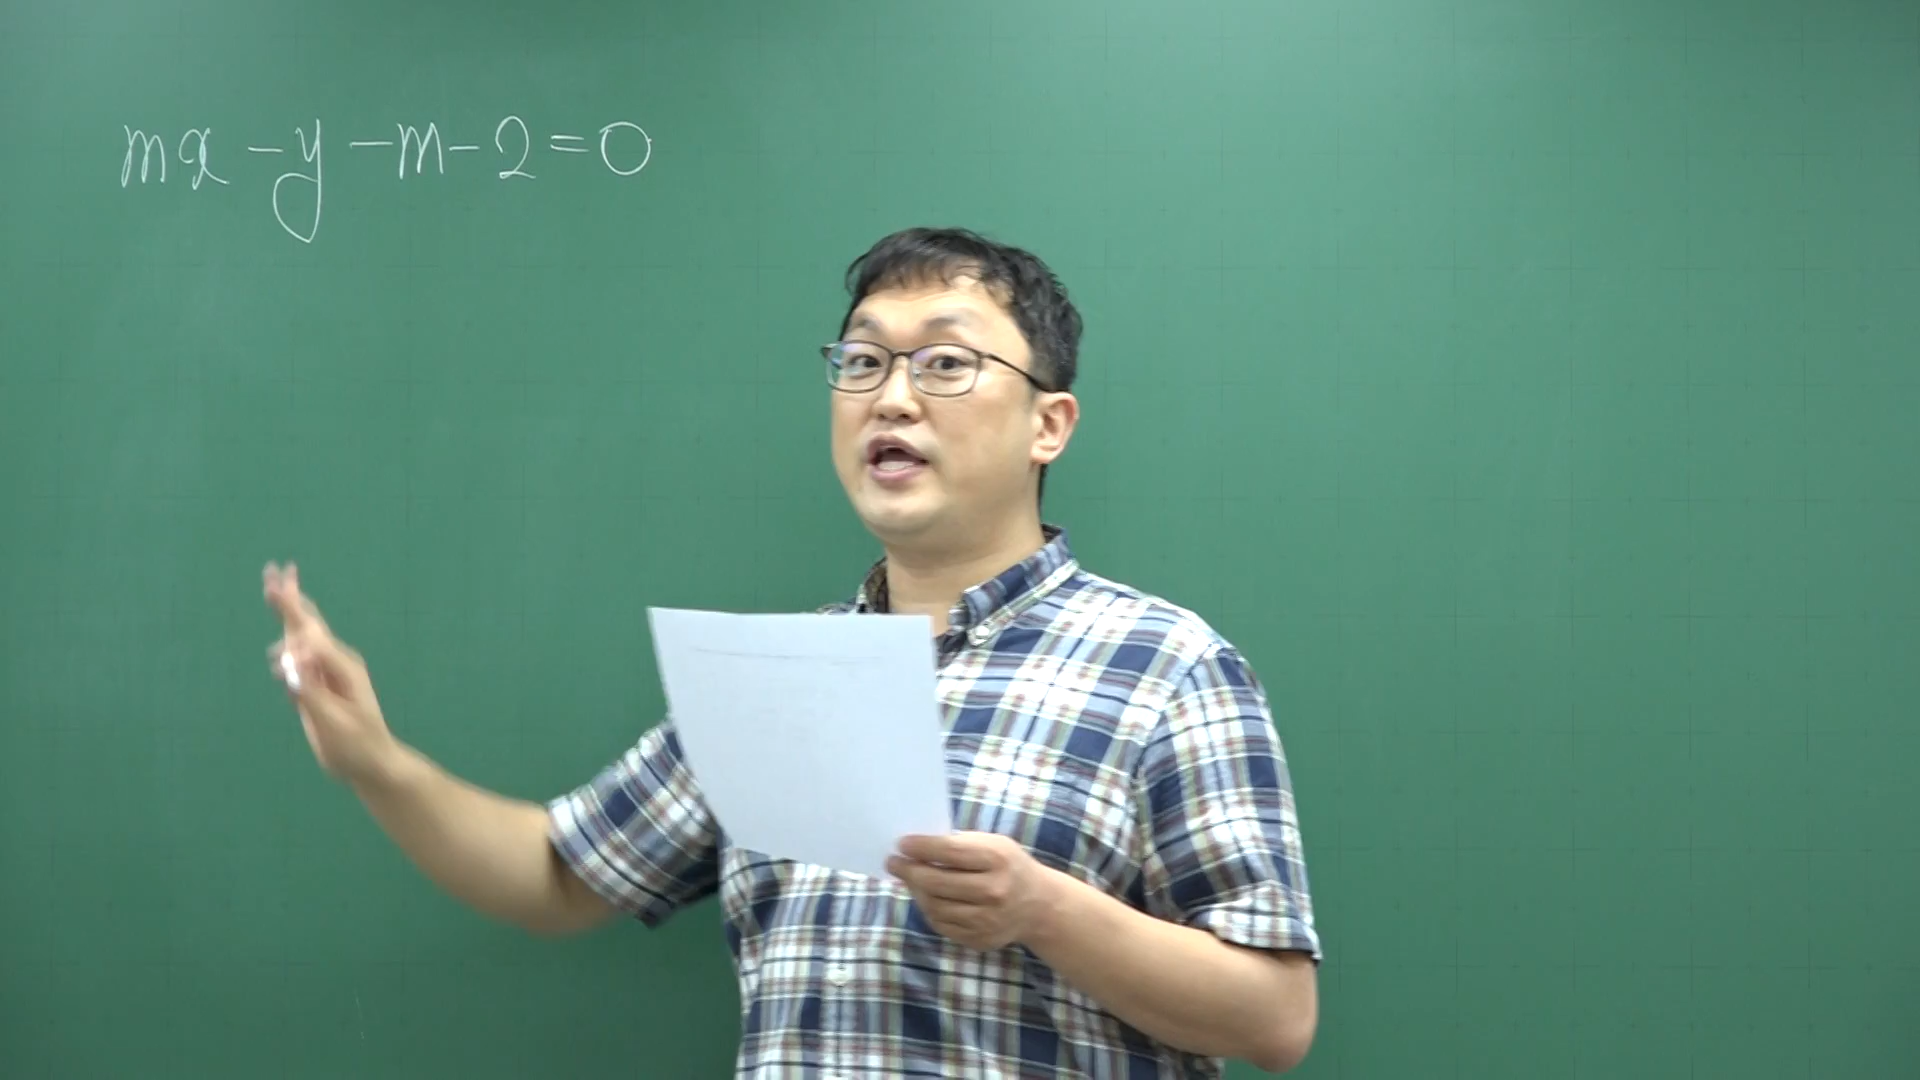 mx - y - m - 2 = 0